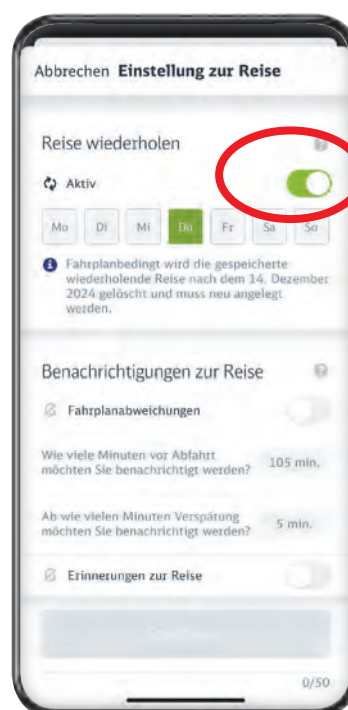 Abbrechen Einstellung zur Reise
Reise wiederholen
Aktiv
Mo Di Mi Do Fr Sa So
Fahrplanbedingt wird die gespeicherte
wiederholende Reise nach dem 14. Dezember
2024 gelöscht und muss neu angelegt
werden.
Benachrichtigungen zur Reise
Fahrplanabweichungen
Wie viele Minuten vor Abfahrt
möchten Sie benachrichtigt werden?
105 min.
Ab wie vielen Minuten Verspätung
möchten Sie benachrichtigt werden?
5 min.
Erinnerungen zur Reise
0/50